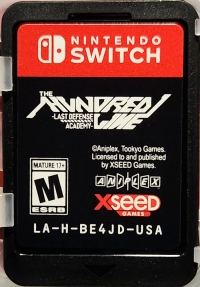 NINTENDO
SWITCH
THE
HUNDRED
-LAST DEFENSE
ACADEMY-
LINE
©Aniplex, Tookyo Games.
Licensed to and published
by XSEED Games.
MATURE 17+
M
ESRB
ANIPLEX
XSEED
GAMES
LA-H-BE4JD-USA